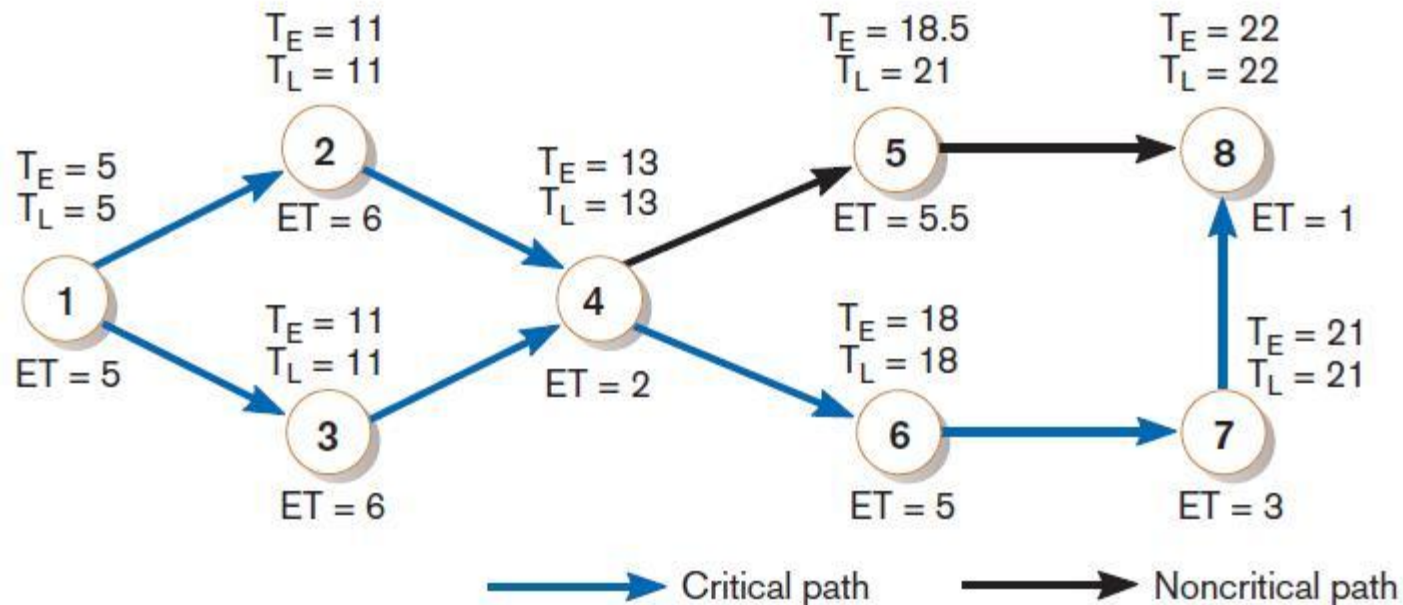 T_E = 11
T_L = 11
T_E = 18.5
T_L = 21
T_E = 22
T_L = 22
2
5
8
T_E = 5
T_L = 5
T_E = 13
T_L = 13
ET = 6
ET = 5.5
ET = 1
1
4
T_E = 11
T_L = 11
T_E = 18
T_L = 18
T_E = 21
T_L = 21
ET = 5
ET = 2
3
6
7
ET = 6
ET = 5
ET = 3
Critical path
Noncritical path